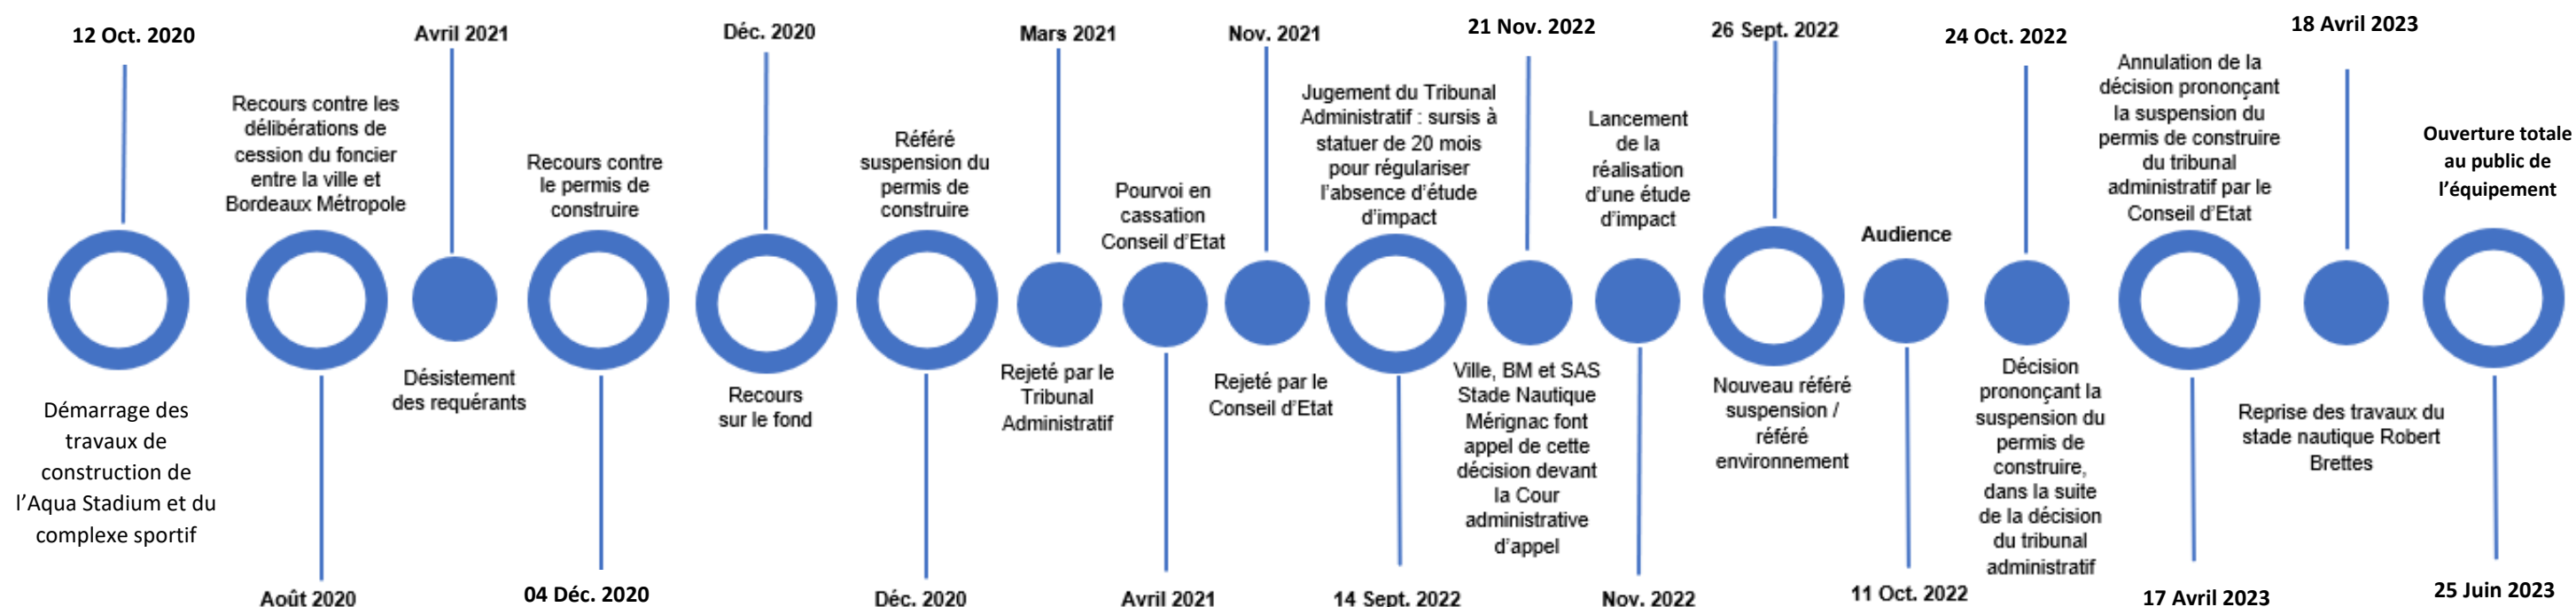 12 Oct. 2020
Démarrage des
travaux de
construction de
l’Aqua Stadium et du
complexe sportif
Recours contre les
délibérations de
cession du foncier
entre la ville et
Bordeaux Métropole
Août 2020
Avril 2021
Désistement
des requérants
Recours contre
le permis de
construire
04 Déc. 2020
Déc. 2020
Recours
sur le fond
Référé
suspension du
permis de
construire
Déc. 2020
Mars 2021
Rejeté par le
Tribunal
Administratif
Pourvoi en
cassation
Conseil d’Etat
Avril 2021
Nov. 2021
Rejeté par le
Conseil d’Etat
Jugement du Tribunal
Administratif : sursis à
statuer de 20 mois
pour régulariser
l’absence d’étude
d’impact
14 Sept. 2022
21 Nov. 2022
Ville, BM et SAS
Stade Nautique
Mérignac font
appel de cette
décision devant
la Cour
administrative
d’appel
Lancement
de la
réalisation
d’une étude
d’impact
Nov. 2022
26 Sept. 2022
Nouveau référé
suspension /
référé
environnement
Audience
11 Oct. 2022
24 Oct. 2022
Décision
prononçant la
suspension du
permis de
construire,
dans la suite
de la décision
du tribunal
administratif
Annulation de la
décision prononçant
la suspension du
permis de construire
du tribunal
administratif par le
Conseil d’Etat
17 Avril 2023
18 Avril 2023
Reprise des travaux du
stade nautique Robert
Brettes
Ouverture totale
au public de
l’équipement
25 Juin 2023